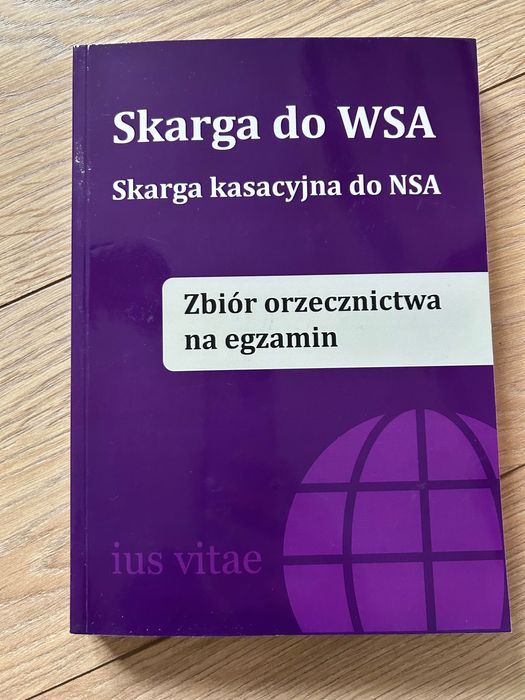 Skarga do WSA
Skarga kasacyjna do NSA
Zbiór orzecznictwa
na egzamin
ius vitae